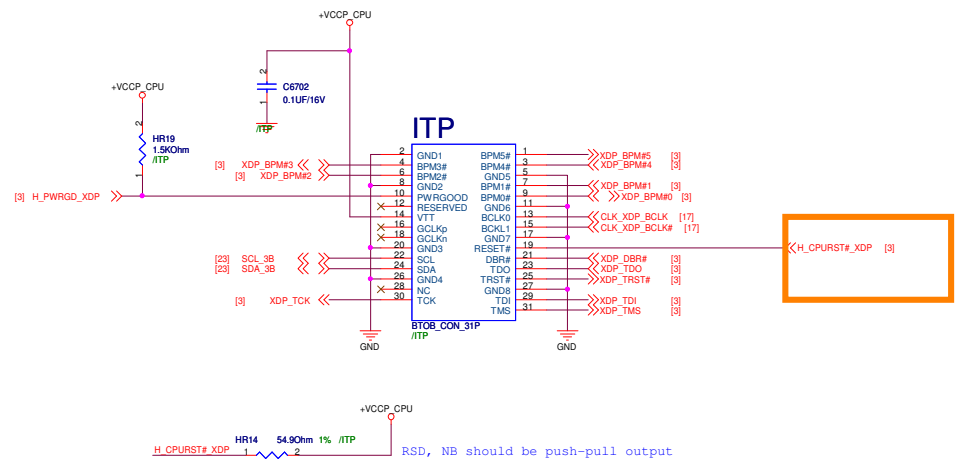 +VCCP_CPU
C6702
0.1UF/16V
/ITP
2
1
+VCCP_CPU
HR19
1.5KOhm
/ITP
2
1
ITP
2 GND1 BPM5# 1 XDP_BPM#5 [3]
[3] XDP_BPM#3 4 BPM3# BPM4# 3 XDP_BPM#4 [3]
[3] XDP_BPM#2 6 BPM2# GND5 5
8 GND2 BPM1# 7 XDP_BPM#1 [3]
[3] H_PWRGD_XDP 10 PWRGOOD BPM0# 9 XDP_BPM#0 [3]
12 RESERVED GND6 11
14 VTT BCLK0 13 CLK_XDP_BCLK [17]
16 GCLKp BCKL1 15 CLK_XDP_BCLK# [17]
18 GCLKn GND7 17
20 GND3 RESET# 19 H_CPURST#_XDP [3]
[23] SCL_3B 22 SCL DBR# 21 XDP_DBR# [3]
[23] SDA_3B 24 SDA TDO 23 XDP_TDO [3]
26 GND4 TRST# 25 XDP_TRST# [3]
28 NC GND8 27
[3] XDP_TCK 30 TCK TDI 29 XDP_TDI [3]
TMS 31 XDP_TMS [3]
BTOB_CON_31P
/ITP
GND
GND
+VCCP_CPU
HR14 54.9Ohm 1% /ITP
H_CPURST#_XDP 1 2 RSD, NB should be push-pull output